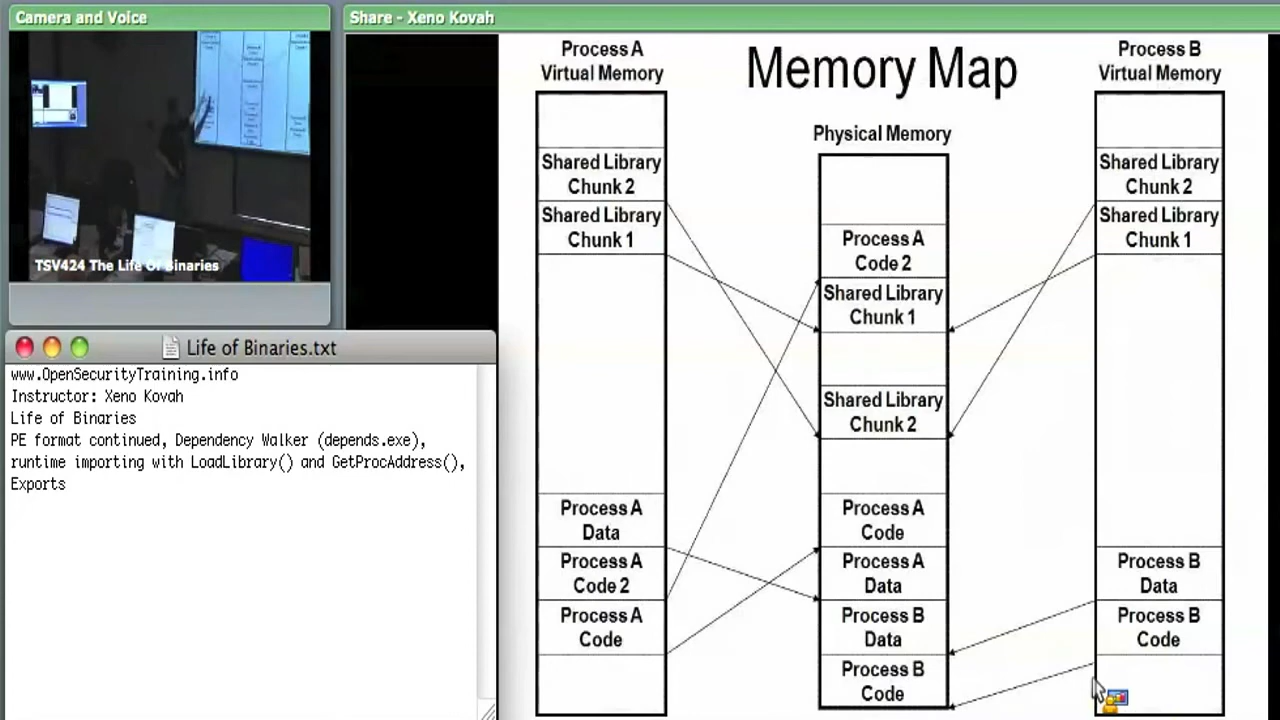 Camera and Voice
TSV424 The Life Of Binaries
Life of Binaries.txt
www.OpenSecurityTraining.info
Instructor: Xeno Kovah
Life of Binaries
PE format continued, Dependency Walker (depends.exe),
runtime importing with LoadLibrary() and GetProcAddress(),
Exports
Share - Xeno Kovah
Memory Map
Process A
Virtual Memory
Shared Library
Chunk 2
Shared Library
Chunk 1
Process A
Data
Process A
Code 2
Process A
Code
Physical Memory
Process A
Code 2
Shared Library
Chunk 1
Shared Library
Chunk 2
Process A
Code
Process A
Data
Process B
Data
Process B
Code
Process B
Virtual Memory
Shared Library
Chunk 2
Shared Library
Chunk 1
Process B
Data
Process B
Code